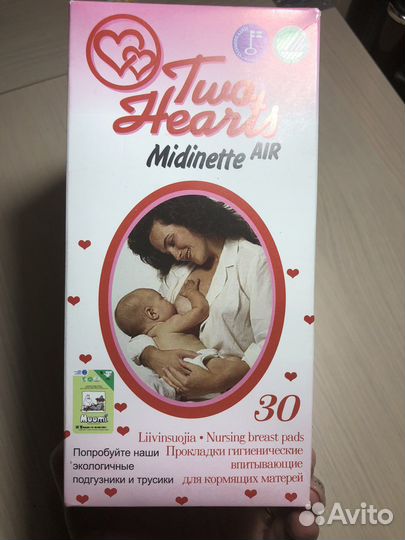 Two
Hearts
Midinette AIR
30
Muumi
Liivinsuojia • Nursing breast pads
Попробуйте наши
экологичные
подгузники и трусики
Прокладки гигиенические
впитывающие
для кормящих матерей
Avito